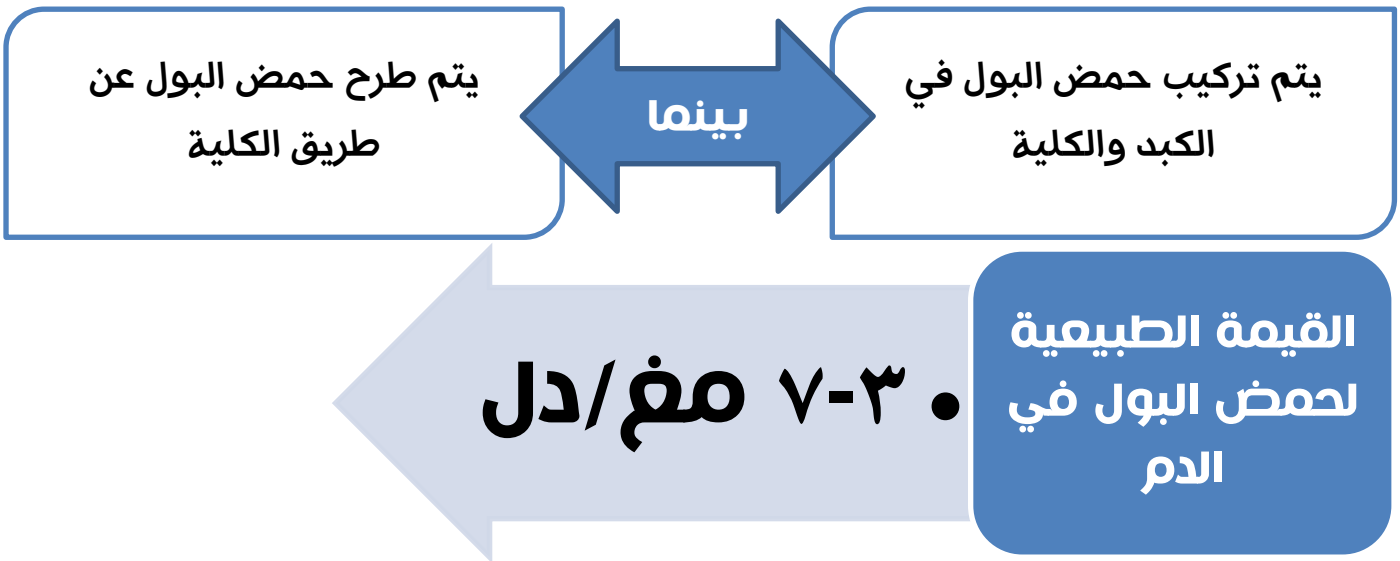 يتم تركيب حمض البول في
الكبد والكلية
بينما
يتم طرح حمض البول عن
طريق الكلية
القيمة الطبيعية
لحمض البول في
الدم
• ٣-٧ مغ/دل